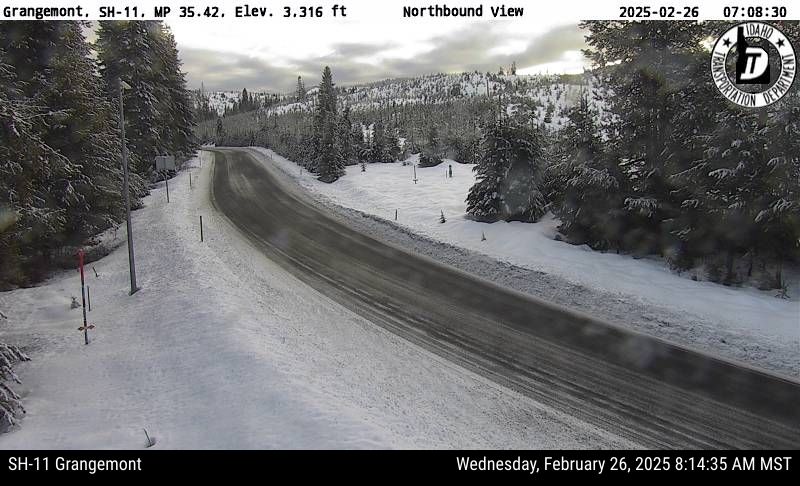 Grangemont, SH-11, MP 35.42, Elev. 3,316 ft Northbound View 2025-02-26 07:08:30
IDAHO
TRANSPORTATION DEPARTMENT
SH-11 Grangemont Wednesday, February 26, 2025 8:14:35 AM MST